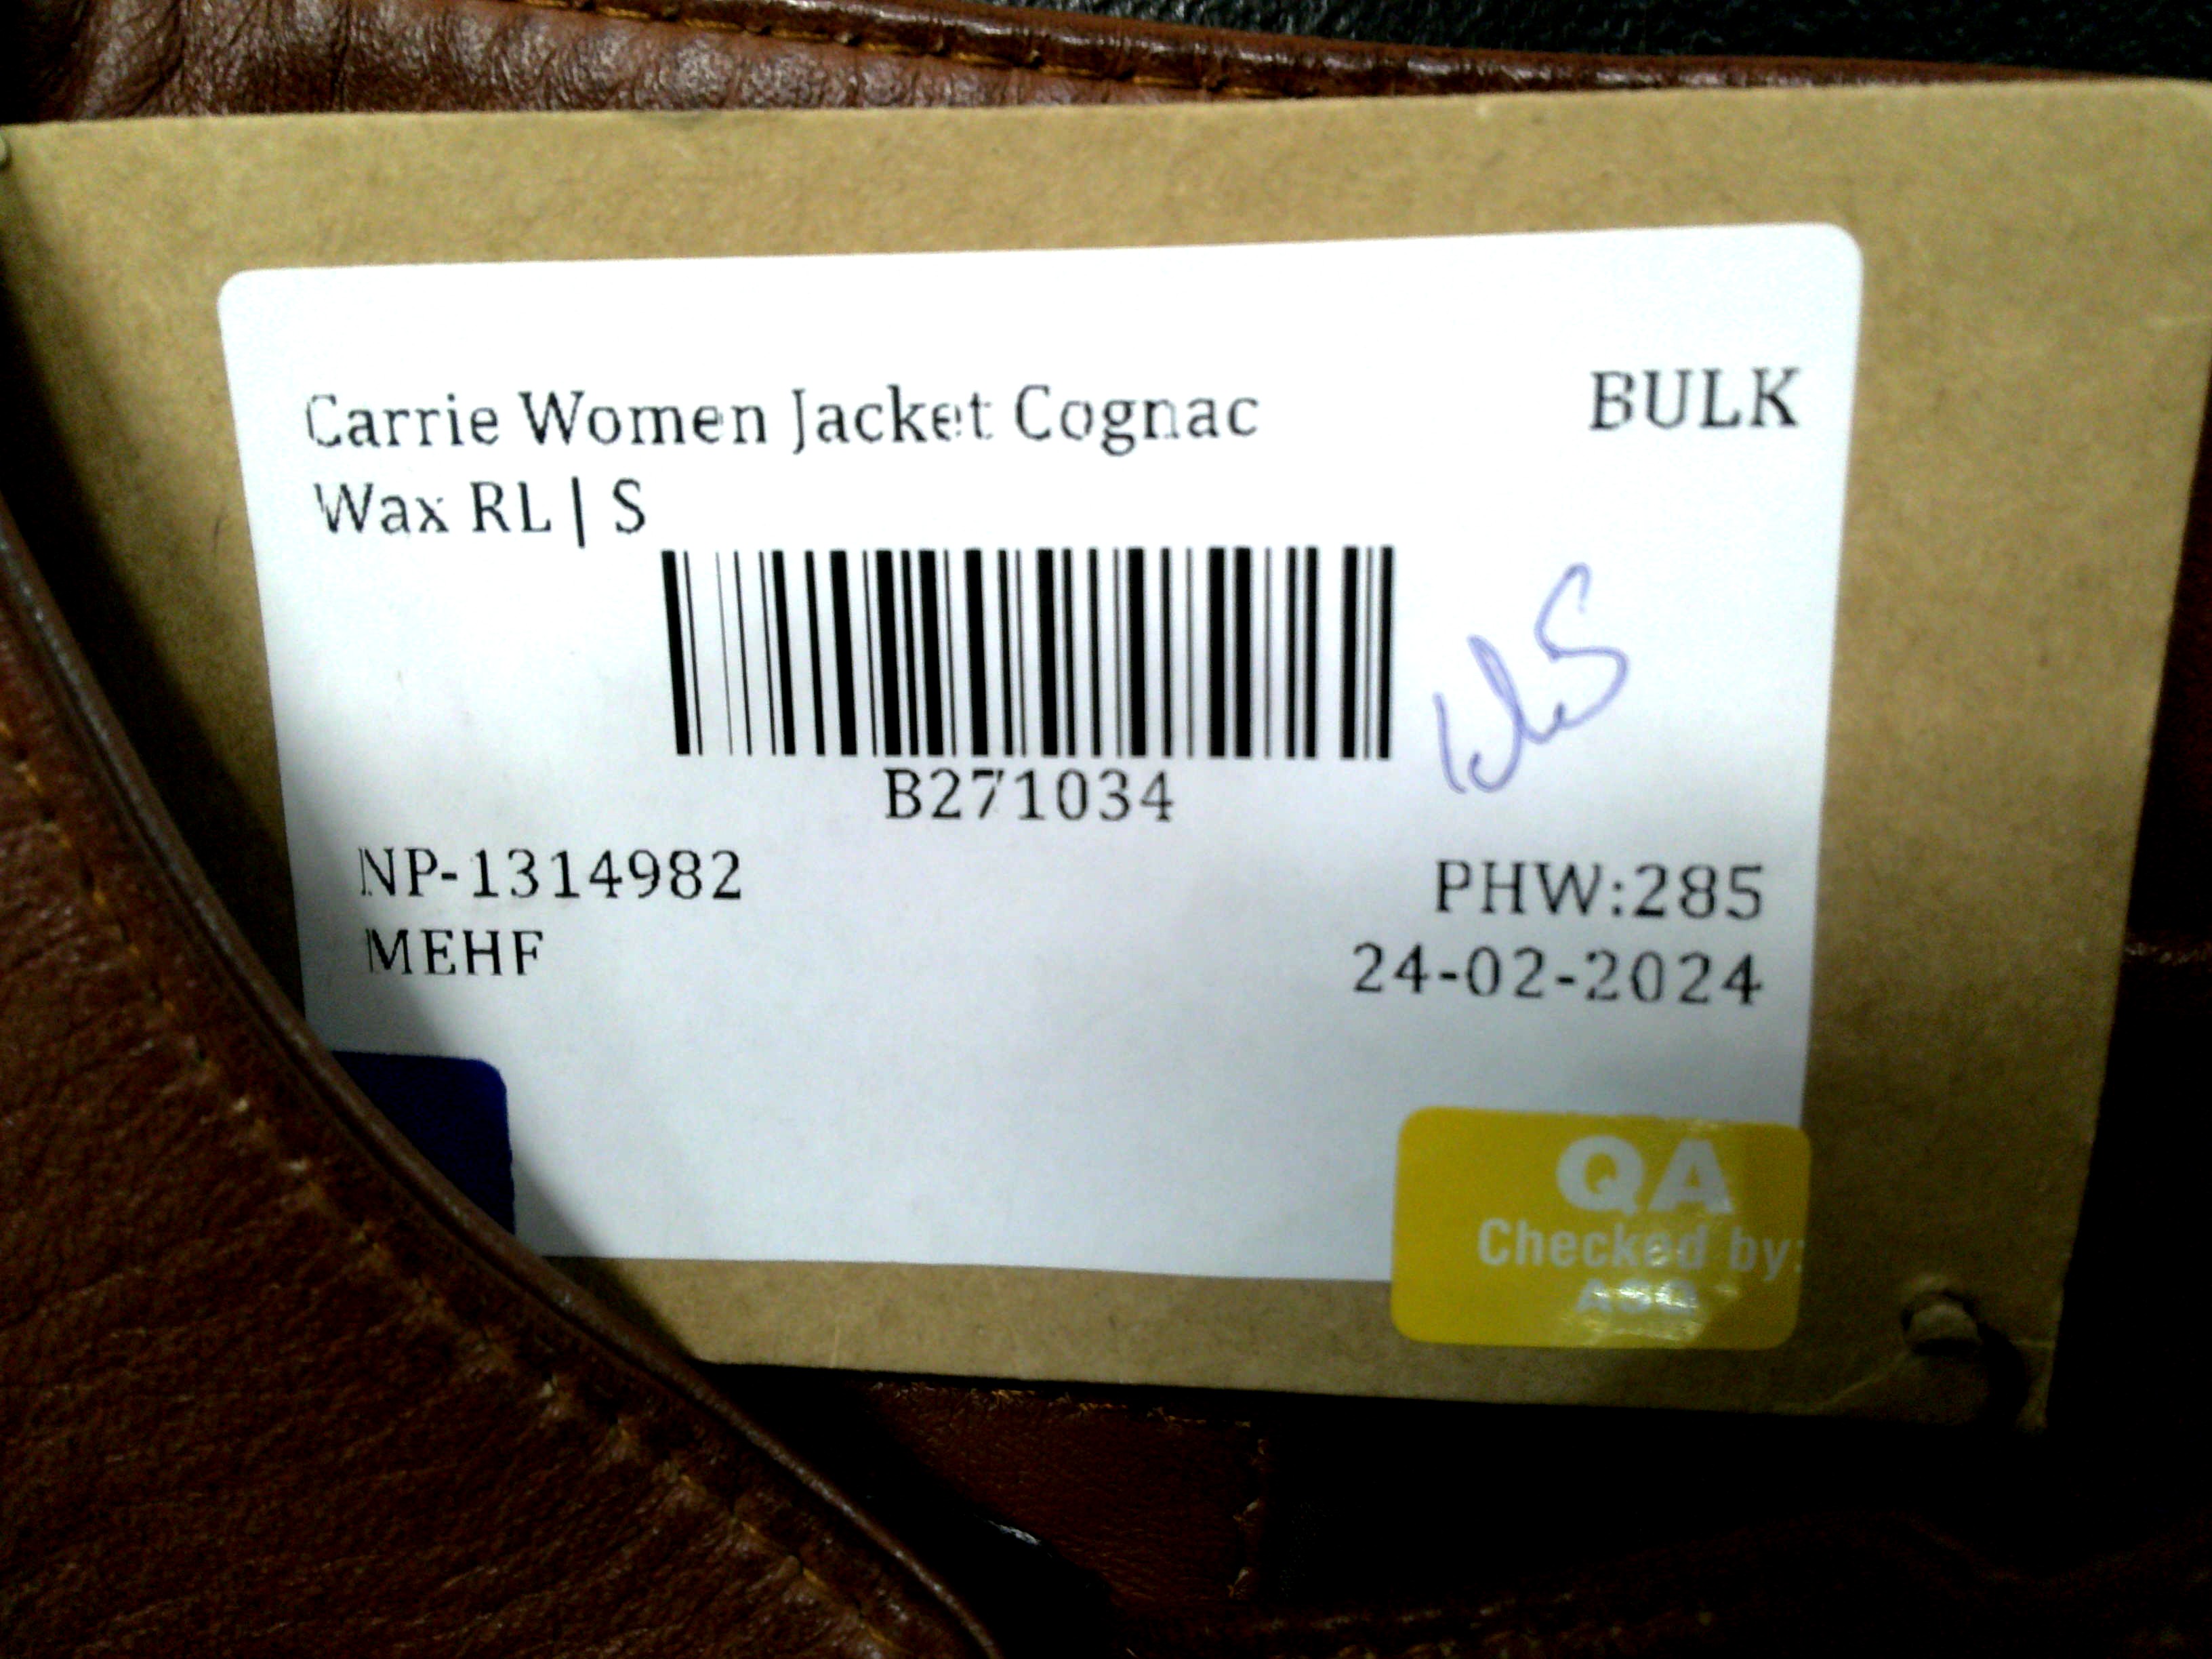 Carrie Women Jacket Cognac
Wax RL | S
BULK
B271034
NP-1314982
MEHF
PHW:285
24-02-2024
QA
Checked by: